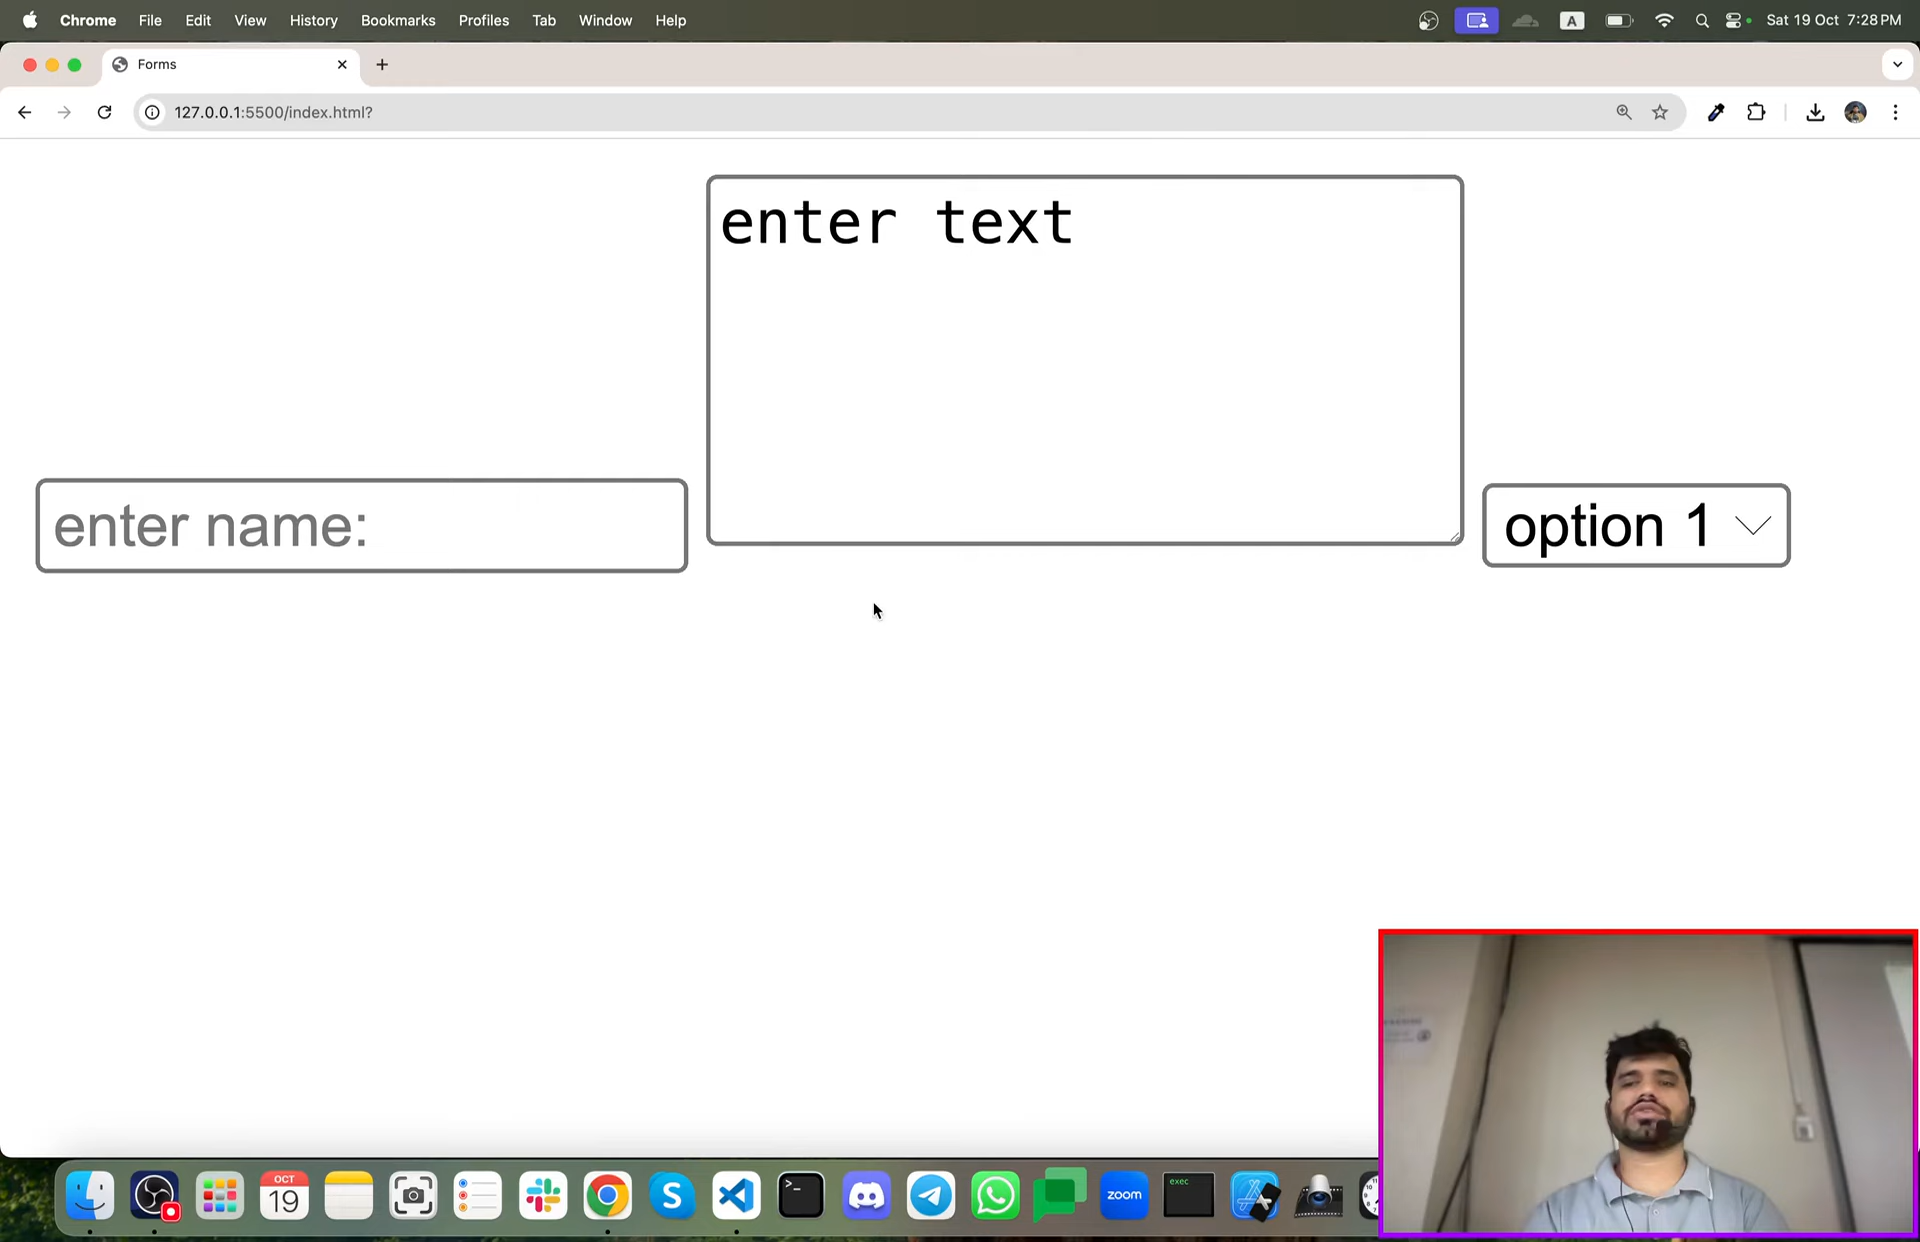 Chrome File Edit View History Bookmarks Profiles Tab Window Help
A
Sat 19 Oct 7:28 PM
Forms
127.0.0.1:5500/index.html?
enter text
enter name:
option 1
OCT
19
S
exec
zoom